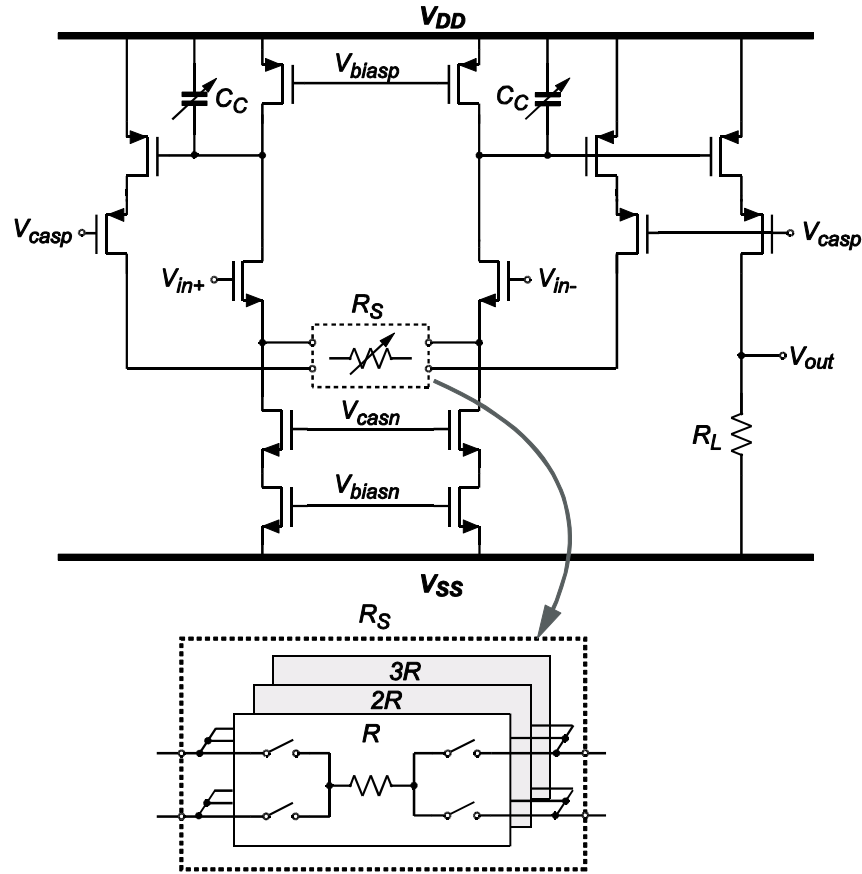 VDD
Vbiasp
CC
CC
Vcasp
Vcasp
Vin+
Vin-
RS
Vout
Vcasn
RL
Vbiasn
VSS
RS
3R
2R
R